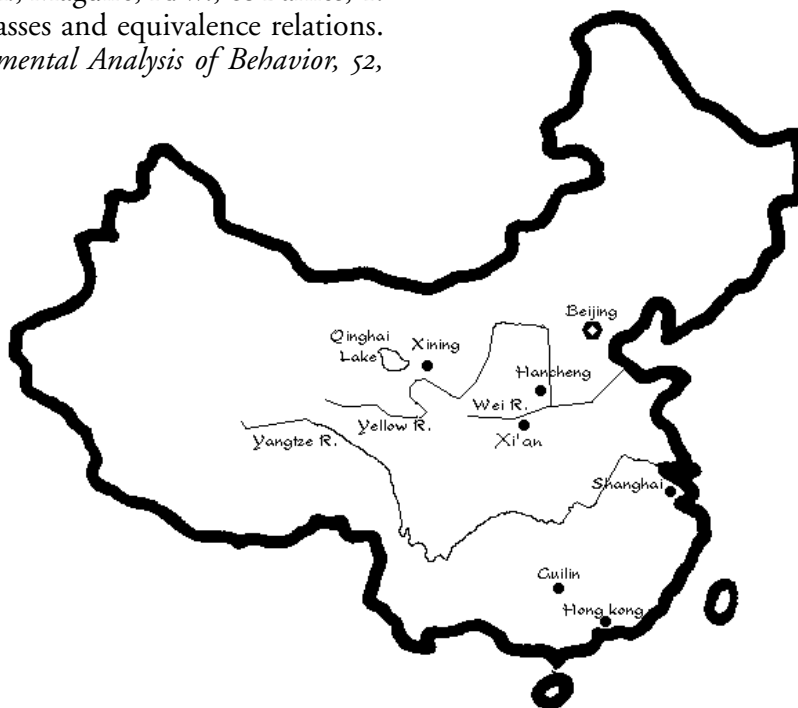 asses and equivalence relations.
mental Analysis of Behavior, 52,
Beijing
Qinghai
Lake
Xining
Hancheng
Wei R.
Yellow R.
Xi'an
Yangtze R.
Shanghai
Guilin
Hong kong